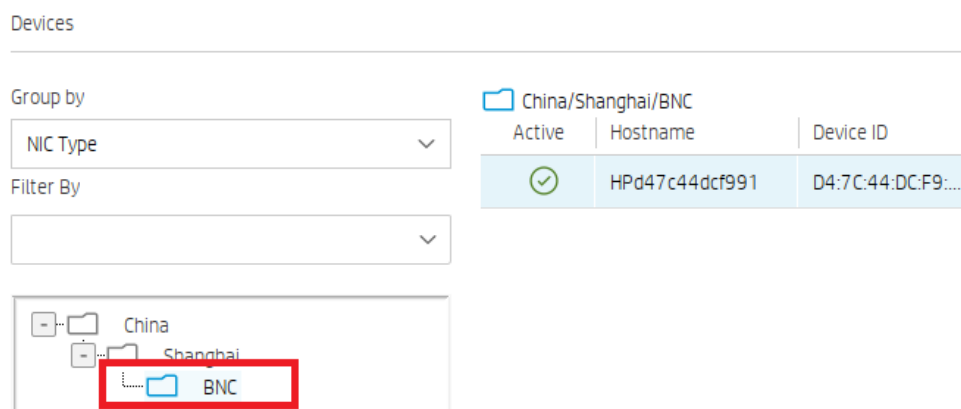 Devices
Group by
NIC Type
Filter By
China
Shanghai
BNC
China/Shanghai/BNC
Active Hostname Device ID
HPd47c44dcf991 D4:7C:44:DC:F9:...